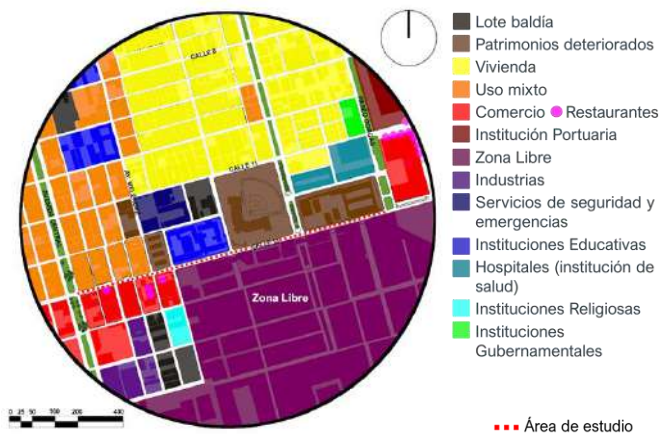 CALLE 8
CALLE 11
Zona Libre
0 25 50 100 200 400
Lote baldía
Patrimonios deteriorados
Vivienda
Uso mixto
Comercio Restaurantes
Institución Portuaria
Zona Libre
Industrias
Servicios de seguridad y
emergencias
Instituciones Educativas
Hospitales (institución de
salud)
Instituciones Religiosas
Instituciones
Gubernamentales
Área de estudio